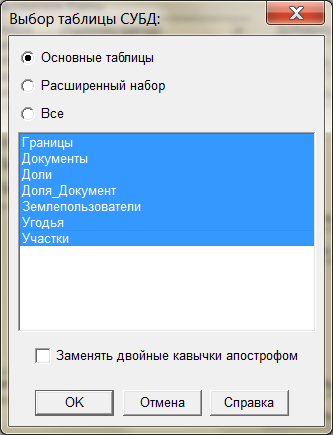 Выбор таблицы СУБД:
Основные таблицы
Расширенный набор
Все
Границы
Документы
Доли
Доля_Документ
Землепользователи
Угодья
Участки
Заменять двойные кавычки апострофом
OK Отмена Справка